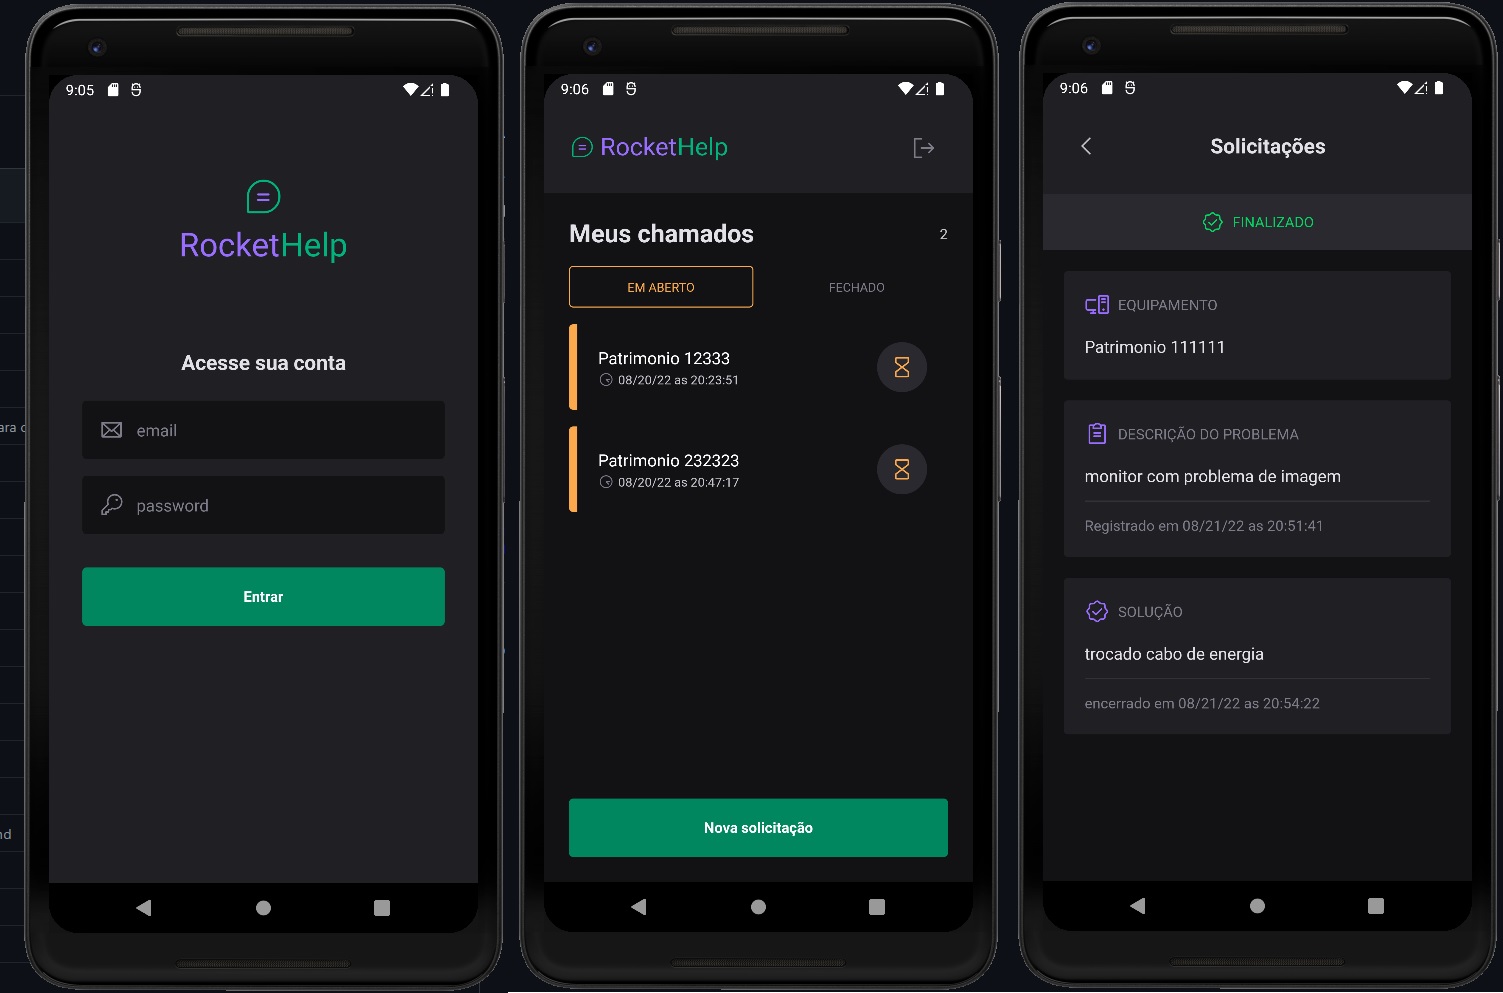 9:05
RocketHelp
Acesse sua conta
email
password
Entrar
9:06
RocketHelp
Meus chamados
2
EM ABERTO
FECHADO
Patrimonio 12333
08/20/22 as 20:23:51
Patrimonio 232323
08/20/22 as 20:47:17
Nova solicitação
9:06
Solicitações
FINALIZADO
EQUIPAMENTO
Patrimonio 111111
DESCRIÇÃO DO PROBLEMA
monitor com problema de imagem
Registrado em 08/21/22 as 20:51:41
SOLUÇÃO
trocado cabo de energia
encerrado em 08/21/22 as 20:54:22